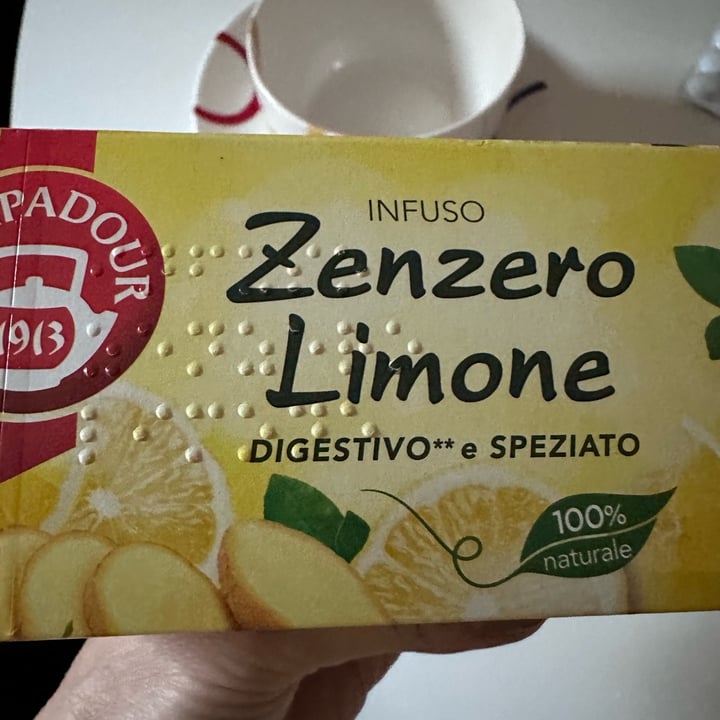 PADOUR
1913
INFUSO
Zenzero
Limone
DIGESTIVO** e SPEZIATO
100%
naturale